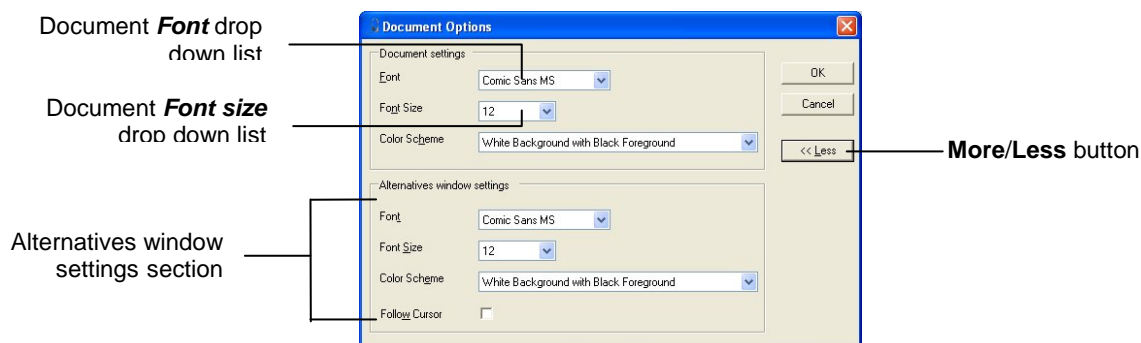 Document Font drop
down list
Document Font size
drop down list
Alternatives window
settings section
Document Options
Document settings
Font
Comic Sans MS
Font Size
12
Color Scheme
White Background with Black Foreground
Alternatives window settings
Font
Comic Sans MS
Font Size
12
Color Scheme
White Background with Black Foreground
Follow Cursor
OK
Cancel
<< Less
More/Less button